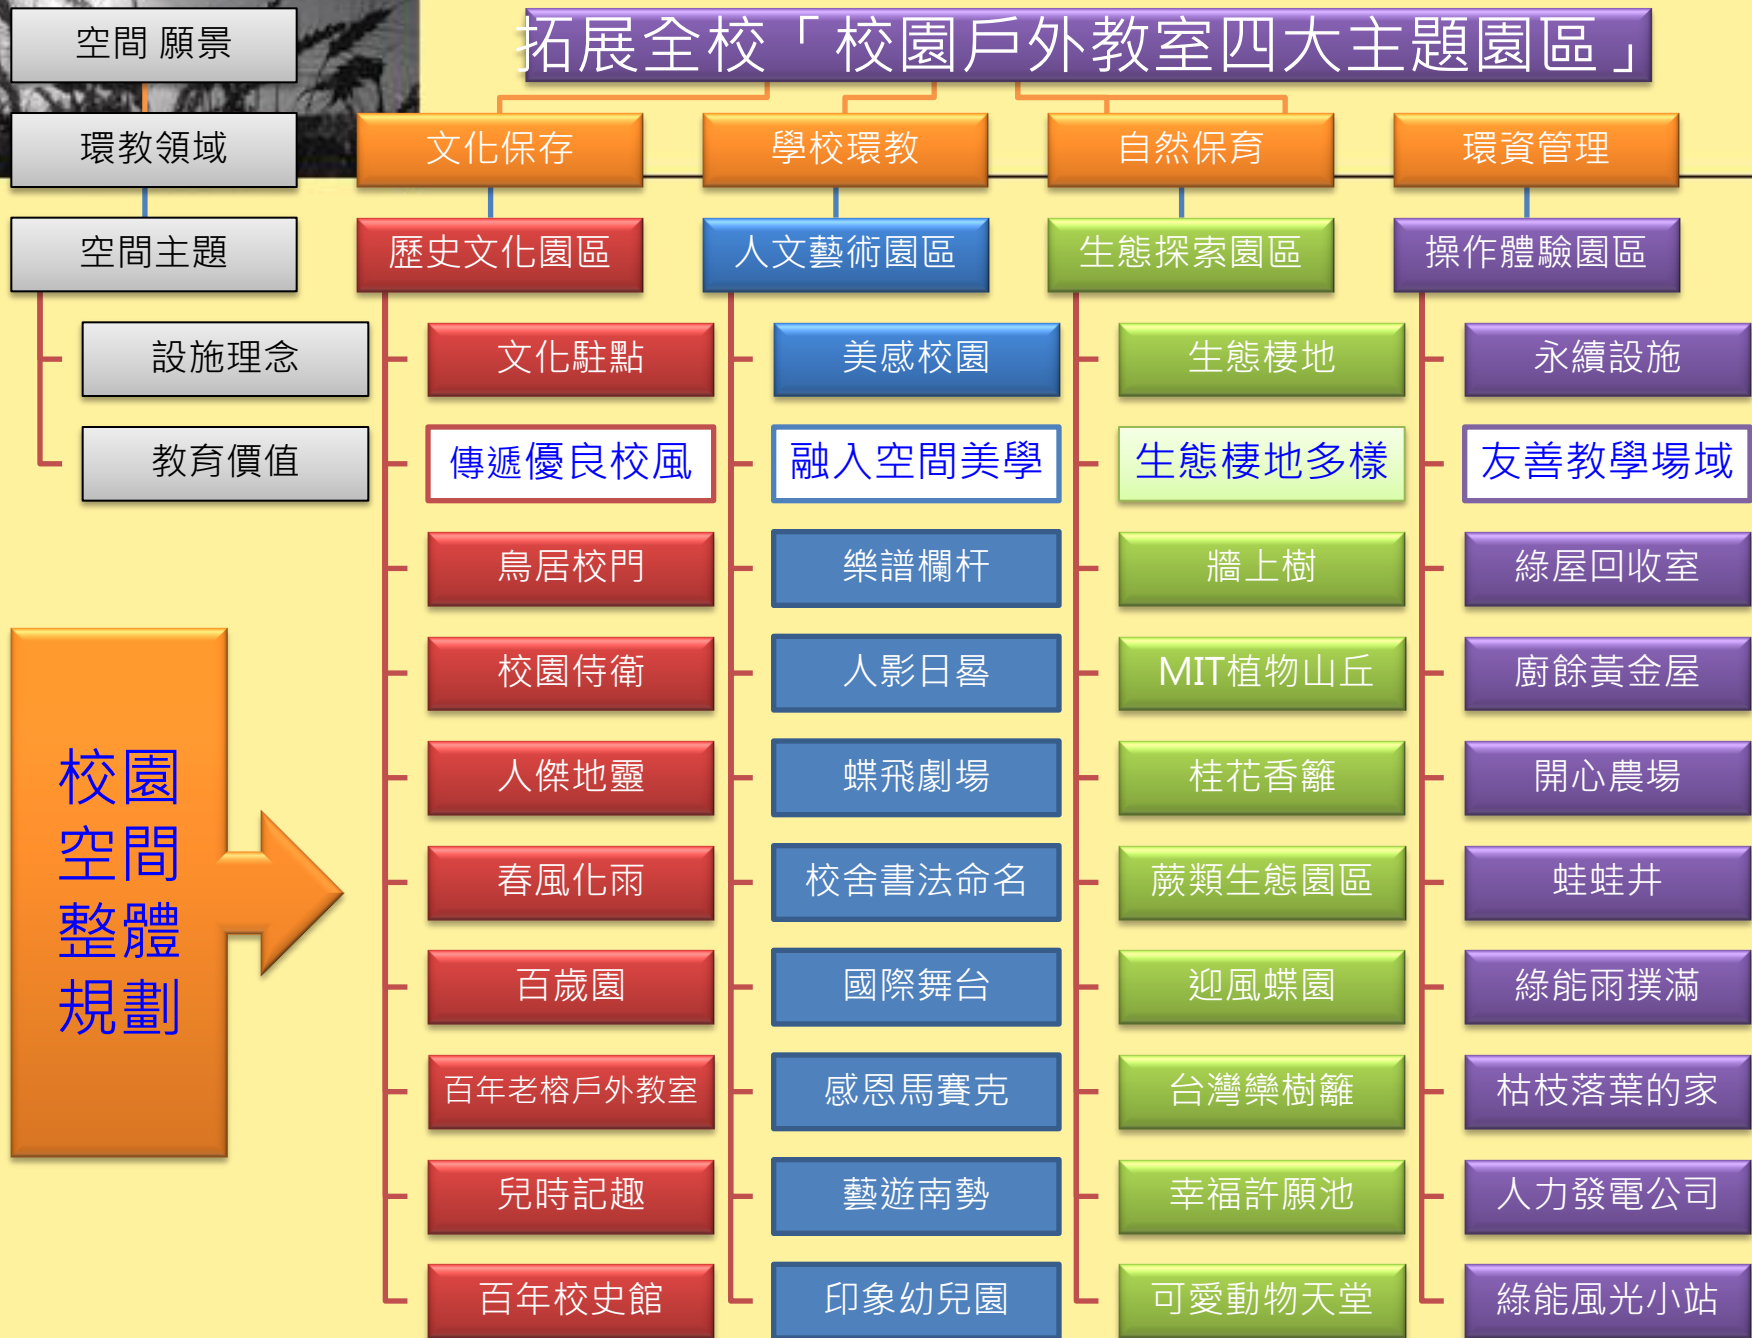 空間 願景
拓展全校「校園戶外教室四大主題園區」
環教領域
文化保存
學校環教
自然保育
環資管理
空間主題
歷史文化園區
人文藝術園區
生態探索園區
操作體驗園區
設施理念
文化駐點
美感校園
生態棲地
永續設施
教育價值
傳遞優良校風
融入空間美學
生態棲地多樣
友善教學場域
鳥居校門
樂譜欄杆
牆上樹
綠屋回收室
校園侍衛
人影日晷
MIT植物山丘
廚餘黃金屋
人傑地靈
蝶飛劇場
桂花香籬
開心農場
春風化雨
校舍書法命名
蕨類生態園區
蛙蛙井
百歲園
國際舞台
迎風蝶園
綠能雨撲滿
百年老榕戶外教室
感恩馬賽克
台灣欒樹籬
枯枝落葉的家
兒時記趣
藝遊南勢
幸福許願池
人力發電公司
百年校史館
印象幼兒園
可愛動物天堂
綠能風光小站
校園
空間
整體
規劃